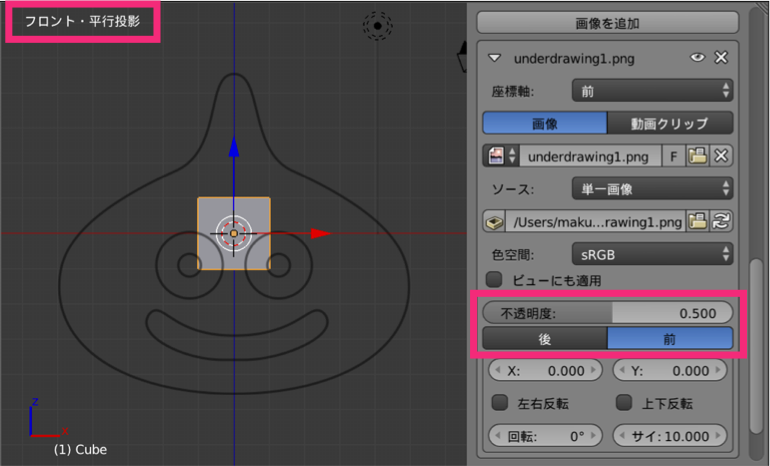 フロント・平行投影
z
x
(1) Cube
画像を追加
underdrawing1.png
座標軸: 前
画像 動画クリップ
underdrawing1.png F
ソース: 単一画像
/Users/maku...rawing1.png
色空間: sRGB
ビューにも適用
不透明度: 0.500
後 前
X: 0.000 Y: 0.000
左右反転 上下反転
回転: 0° サイ: 10.000